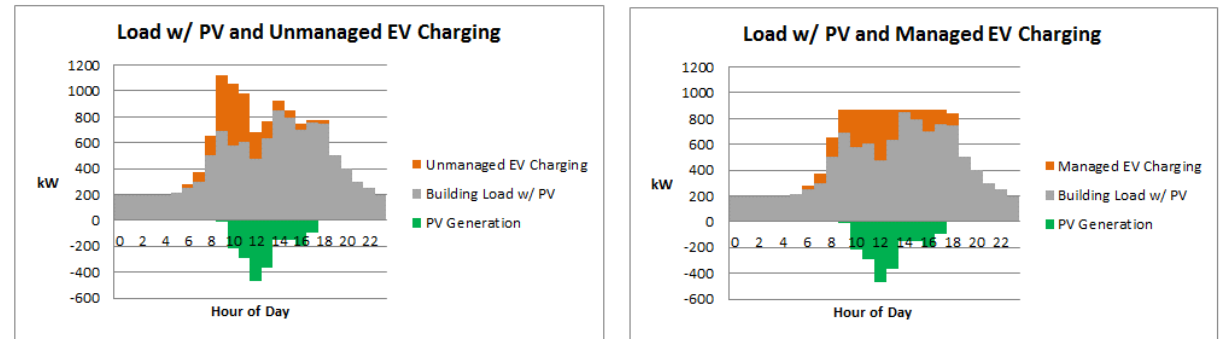 Load w/ PV and Unmanaged EV Charging
1200
1000
800
600
400
200
0
-200
-400
-600
kW
0 2 4 6 8 10 12 14 16 18 20 22
Hour of Day
Unmanaged EV Charging
Building Load w/ PV
PV Generation
Load w/ PV and Managed EV Charging
1200
1000
800
600
400
200
0
-200
-400
-600
kW
0 2 4 6 8 10 12 14 16 18 20 22
Hour of Day
Managed EV Charging
Building Load w/ PV
PV Generation